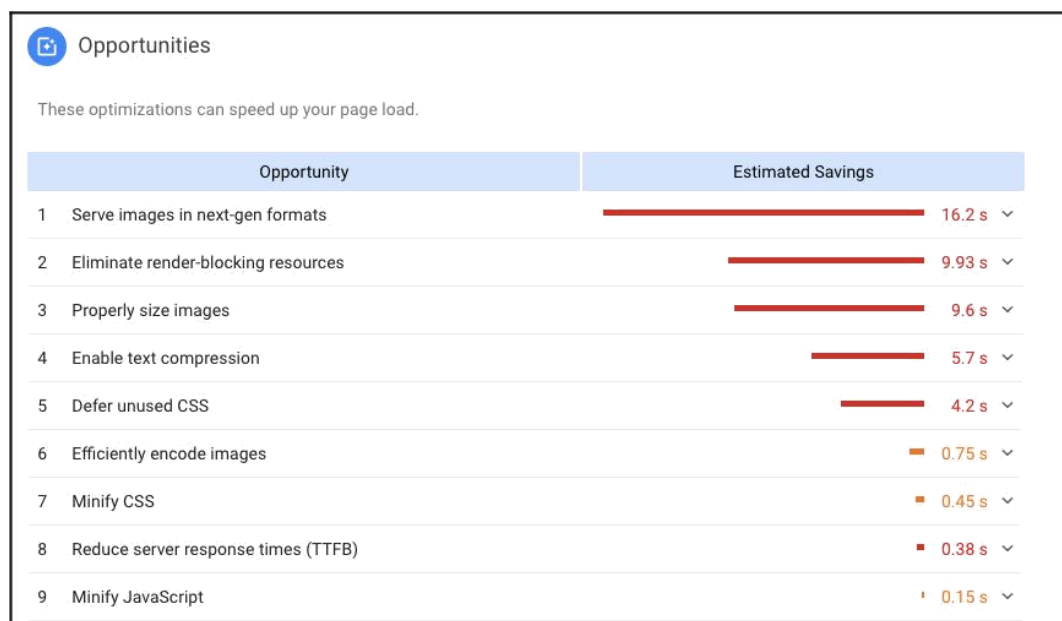 Opportunities
These optimizations can speed up your page load.
Opportunity Estimated Savings
1 Serve images in next-gen formats 16.2 s
2 Eliminate render-blocking resources 9.93 s
3 Properly size images 9.6 s
4 Enable text compression 5.7 s
5 Defer unused CSS 4.2 s
6 Efficiently encode images 0.75 s
7 Minify CSS 0.45 s
8 Reduce server response times (TTFB) 0.38 s
9 Minify JavaScript 0.15 s